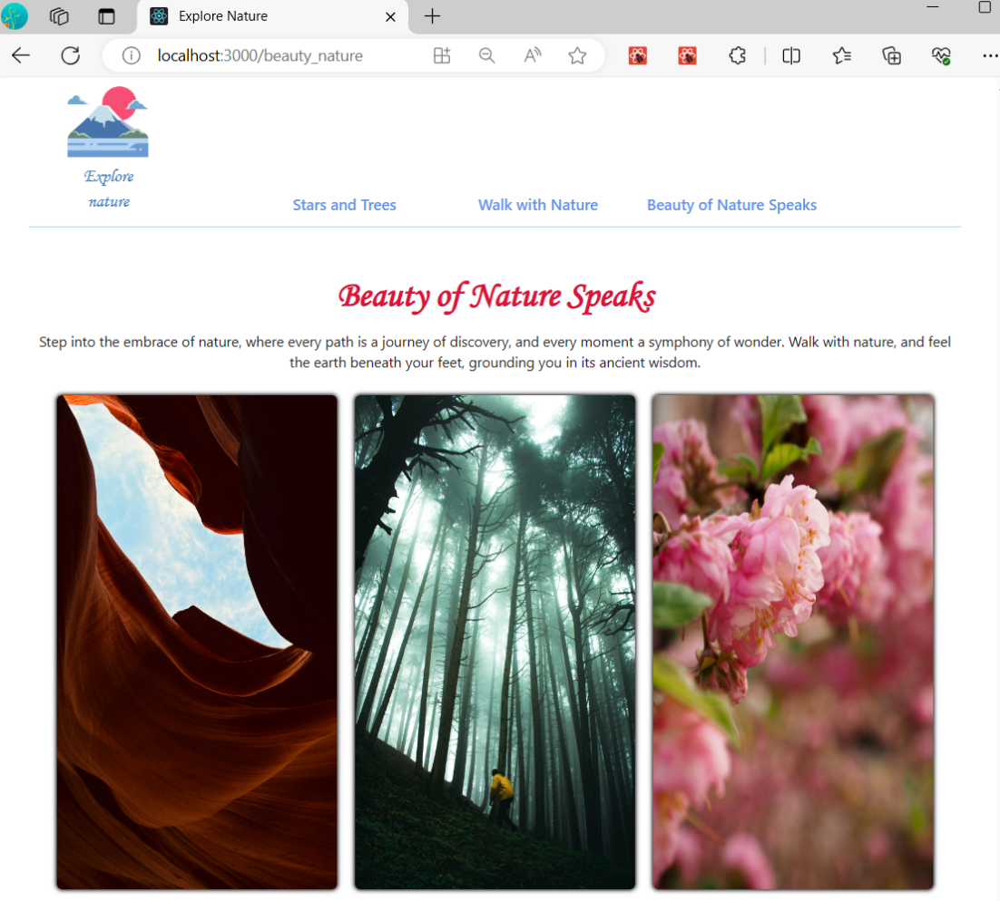 Explore Nature
localhost:3000/beauty_nature
Explore
nature
Stars and Trees
Walk with Nature
Beauty of Nature Speaks
Beauty of Nature Speaks
Step into the embrace of nature, where every path is a journey of discovery, and every moment a symphony of wonder. Walk with nature, and feel
the earth beneath your feet, grounding you in its ancient wisdom.